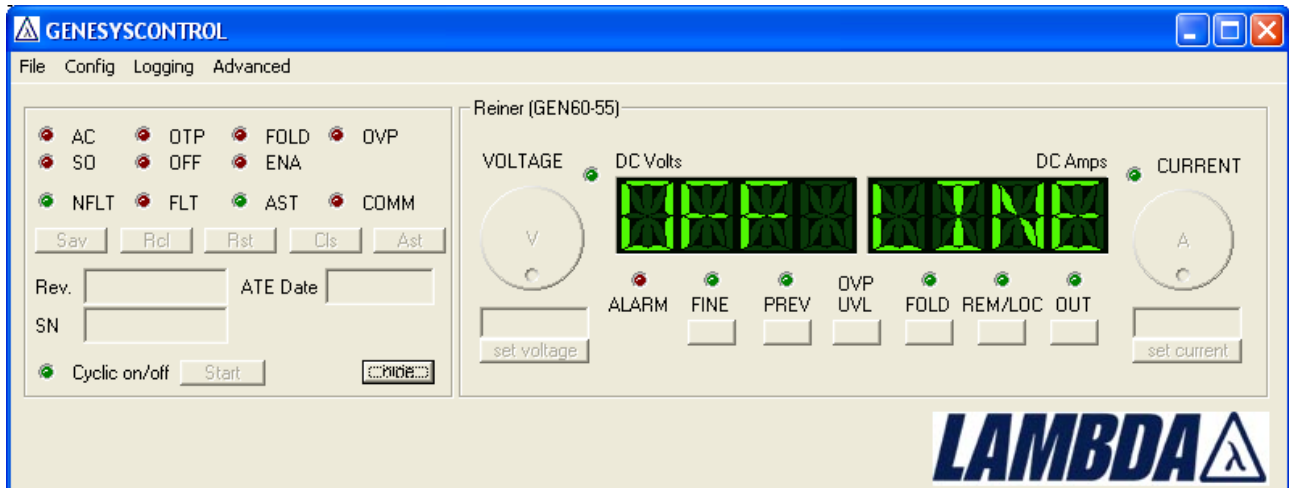 GENESYSCONTROL
File Config Logging Advanced
AC OTP FOLD OVP
SO OFF ENA
NFLT FLT AST COMM
Sav Rcl Rst Cls Ast
Rev. ATE Date
SN
Cyclic on/off Start
Reiner (GEN60-55)
VOLTAGE DC Volts DC Amps CURRENT
OFF LINE
V A
ALARM FINE PREV OVP UVL FOLD REM/LOC OUT
set voltage set current
LAMBDA λ